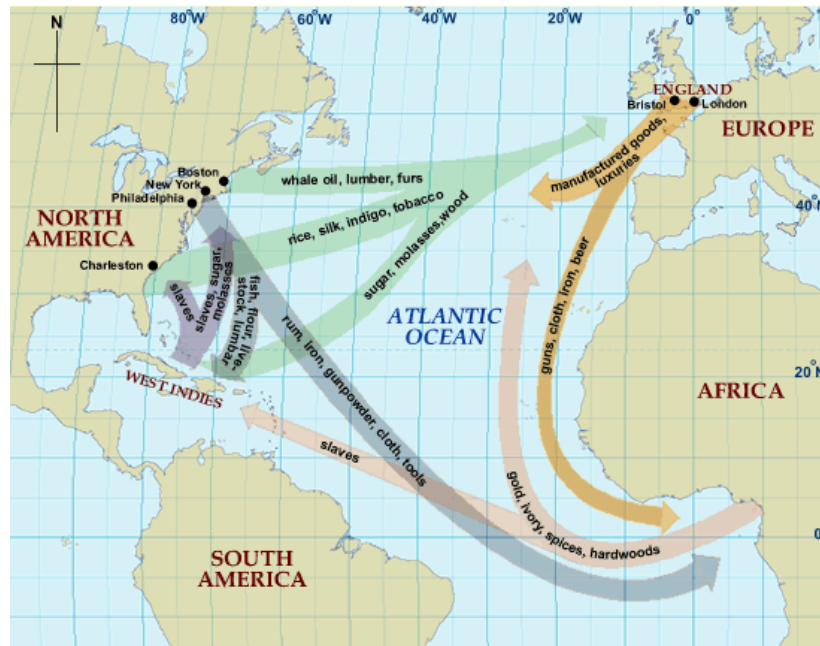 80°W
60°W
40°W
20°W
0°
N
ENGLAND
Bristol
London
EUROPE
manufactured goods,
luxuries
Boston
New York
Philadelphia
whale oil, lumber, furs
40°N
NORTH
AMERICA
rice, silk, indigo, tobacco
sugar, molasses,wood
Charleston
slaves
slaves, sugar,
molasses
fish, flour, live-
stock, lumbar
ATLANTIC
OCEAN
guns, cloth, iron, beer
rum, iron, gunpowder, cloth, tools
20°N
WEST INDIES
AFRICA
slaves
gold, ivory, spices, hardwoods
0°
SOUTH
AMERICA